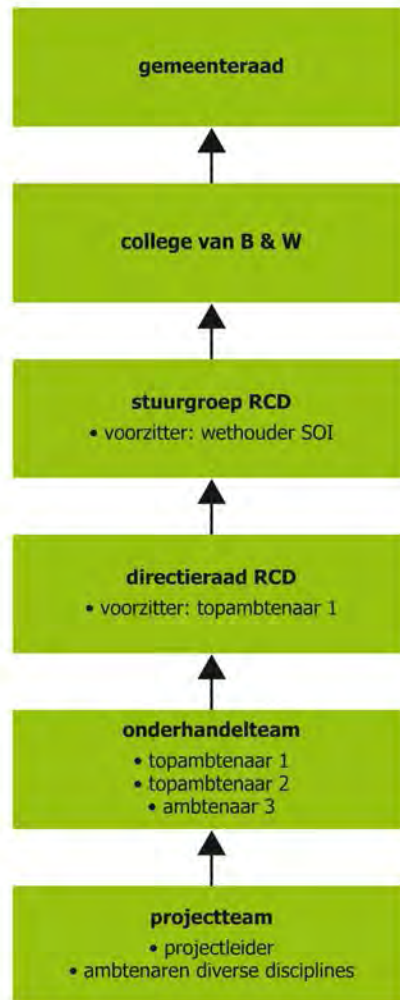 gemeenteraad
college van B & W
stuurgroep RCD
• voorzitter: wethouder SOI
directieraad RCD
• voorzitter: topambtenaar 1
onderhandelteam
• topambtenaar 1
• topambtenaar 2
• ambtenaar 3
projectteam
• projectleider
• ambtenaren diverse disciplines